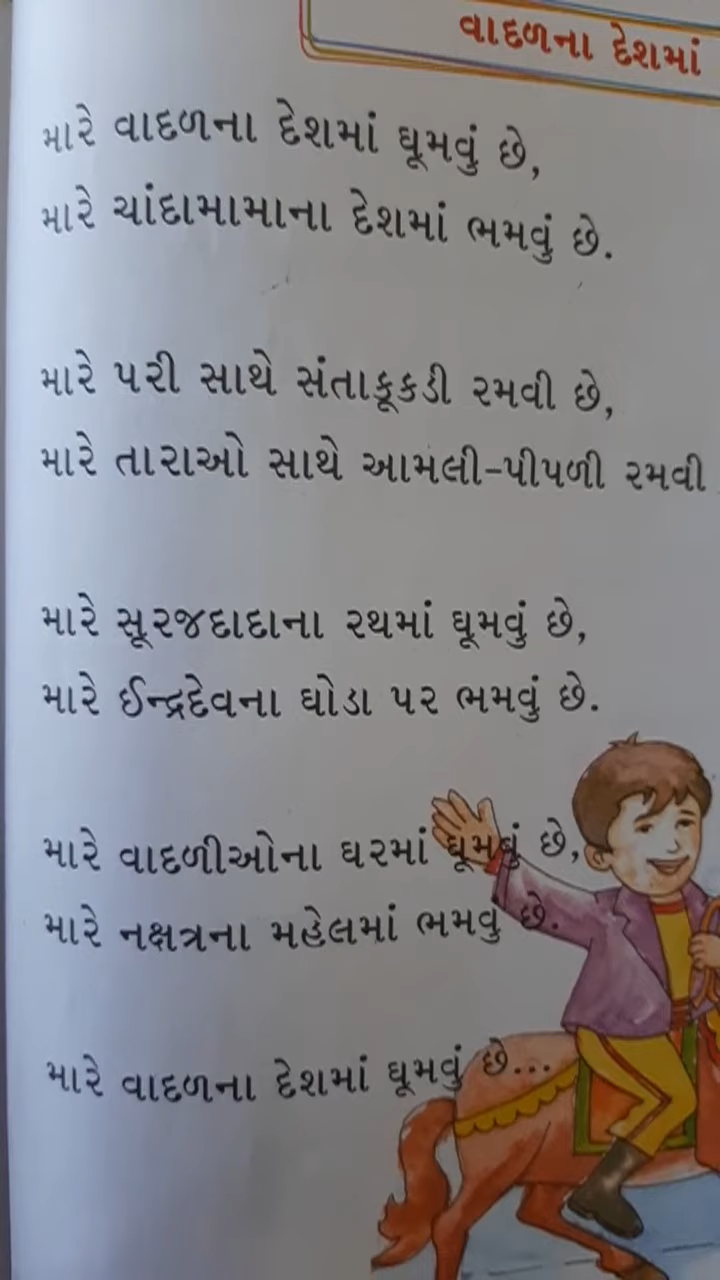 વાદળના દેશમાં
મારે વાદળના દેશમાં ઘૂમવું છે,
મારે ચાંદામામાના દેશમાં ભમવું છે.
મારે પરી સાથે સંતાકૂકડી રમવી છે,
મારે તારાઓ સાથે આમલી-પીપળી રમવી
મારે સૂરજદાદાના રથમાં ઘૂમવું છે,
મારે ઈન્દ્રદેવના ઘોડા પર ભમવું છે.
મારે વાદળીઓના ઘરમાં ઘૂમવું છે,
મારે નક્ષત્રના મહેલમાં ભમવું છે.
મારે વાદળના દેશમાં ઘૂમવું છે...